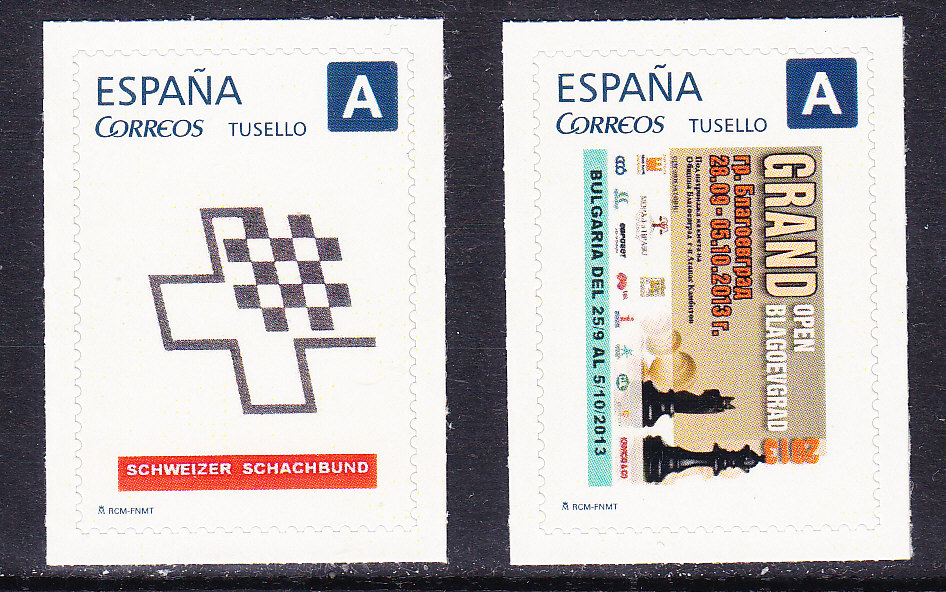 ESPAÑA
A
CORREOS TUSELLO
SCHWEIZER SCHACHBUND
RCM-FNMT
ESPAÑA
A
CORREOS TUSELLO
GRAND
OPEN
BLAGOEVGRAD
2013
гр. Благоевград
28.09-05.10.2013 г.
BULGARIA DEL 25/9 AL 5/10/2013
RCM-FNMT